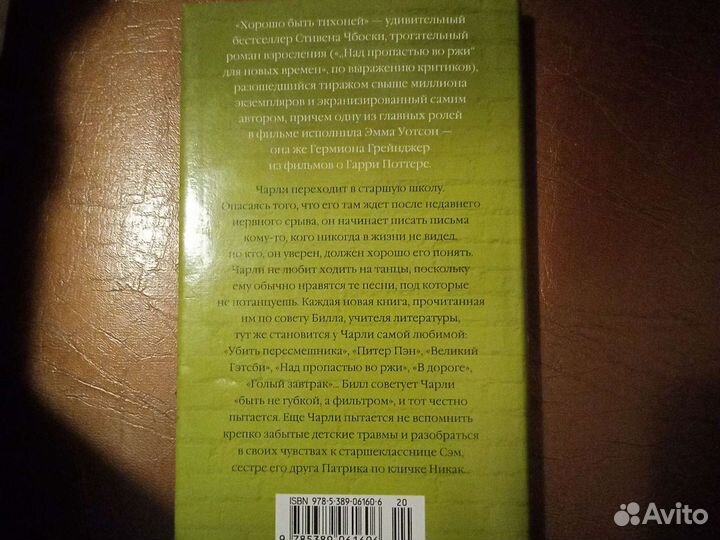 «Хорошо быть тихоней» — удивительный
бестселлер Стивена Чбоски, трогательный
роман взросления («„Над пропастью во ржи“
для новых времен», по выражению критиков),
разошедшийся тиражом свыше миллиона
экземпляров и экранизированный самим
автором, причем одну из главных ролей
в фильме исполнила Эмма Уотсон —
она же Гермиона Грейнджер
из фильмов о Гарри Поттере.
Чарли переходит в старшую школу.
Опасаясь того, что его там ждет после недавнего
нервного срыва, он начинает писать письма
кому-то, кого никогда в жизни не видел,
но кто, он уверен, должен хорошо его понять.
Чарли не любит ходить на танцы, поскольку
ему обычно нравятся те песни, под которые
не потанцуешь. Каждая новая книга, прочитанная
им по совету Билла, учителя литературы,
тут же становится у Чарли самой любимой:
«Убить пересмешника», «Питер Пэн», «Великий
Гэтсби», «Над пропастью во ржи», «В дороге»,
«Голый завтрак»... Билл советует Чарли
«быть не губкой, а фильтром», и тот честно
пытается. Еще Чарли пытается не вспомнить
крепко забытые детские травмы и разобраться
в своих чувствах к старшекласснице Сэм,
сестре его друга Патрика по кличке Никак...
ISBN 978-5-389-06160-6 20
9 785389 061606
Avito